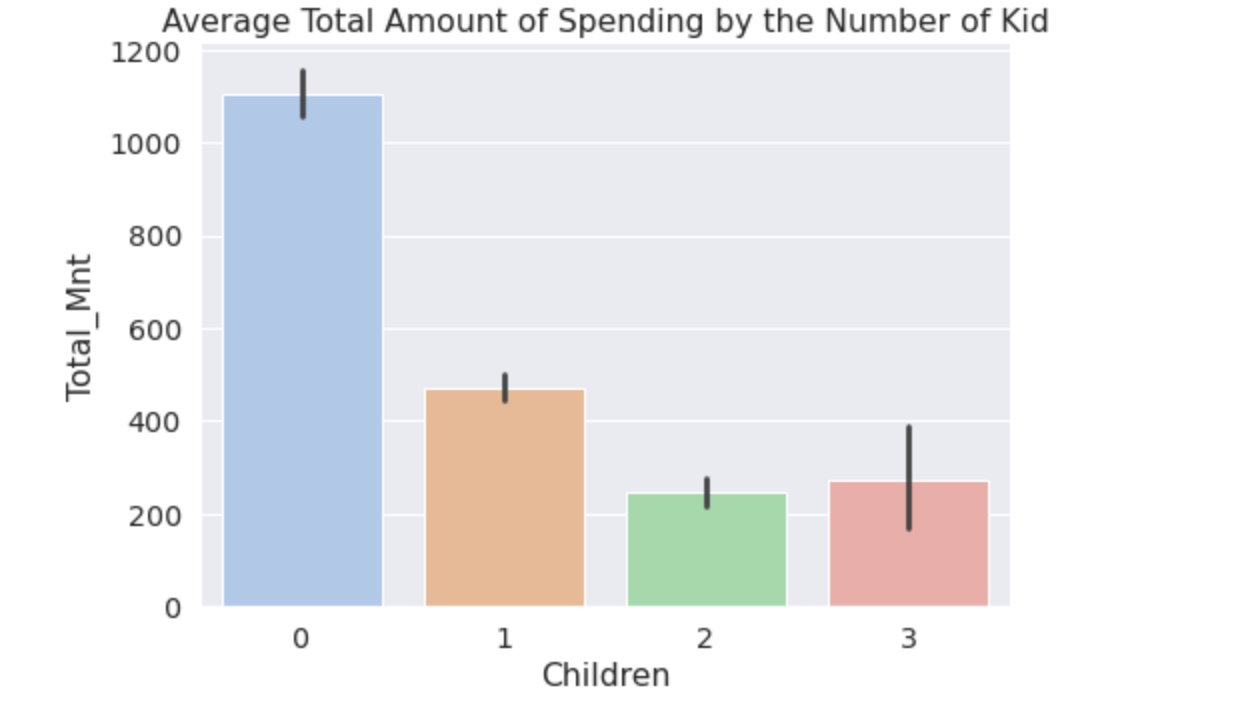 Average Total Amount of Spending by the Number of Kid
1200
1000
800
600
400
200
0
Total_Mnt
0 1 2 3
Children